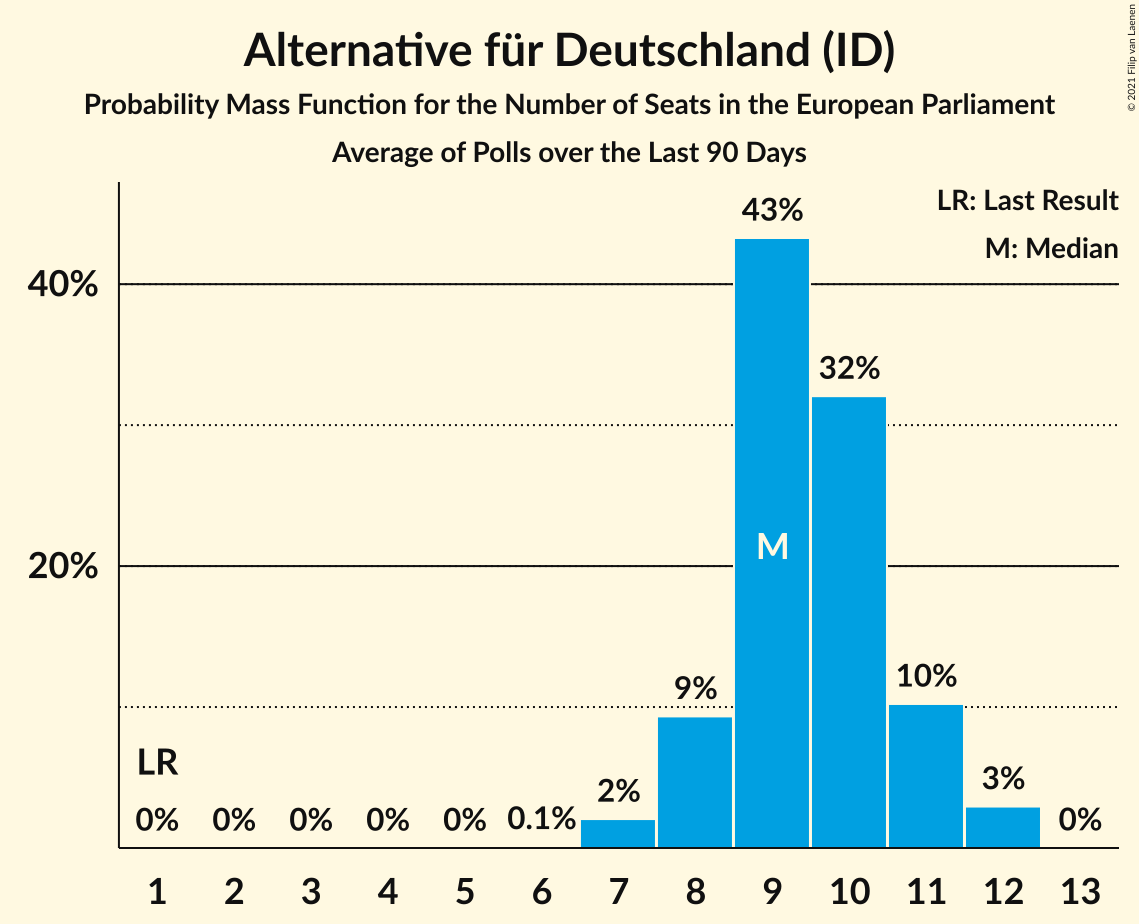 Alternative für Deutschland (ID)
Probability Mass Function for the Number of Seats in the European Parliament
Average of Polls over the Last 90 Days
© 2021 Filip van Laenen
LR: Last Result
M: Median
40%
20%
43%
32%
M
10%
9%
LR
3%
2%
0% 0% 0% 0% 0% 0.1% 0%
1 2 3 4 5 6 7 8 9 10 11 12 13